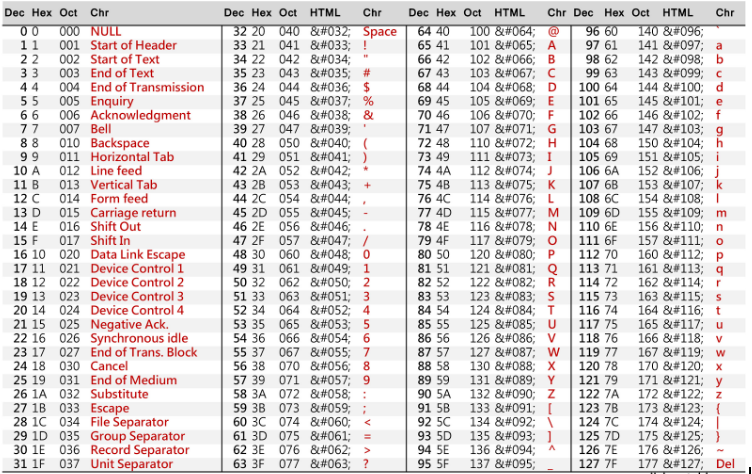 Dec Hex Oct Chr Dec Hex Oct HTML Chr Dec Hex Oct HTML Chr Dec Hex Oct HTML Chr
0 0 000 NULL 32 20 040 &#032; Space 64 40 100 &#064; @ 96 60 140 &#096; `
1 1 001 Start of Header 33 21 041 &#033; ! 65 41 101 &#065; A 97 61 141 &#097; a
2 2 002 Start of Text 34 22 042 &#034; " 66 42 102 &#066; B 98 62 142 &#098; b
3 3 003 End of Text 35 23 043 &#035; # 67 43 103 &#067; C 99 63 143 &#099; c
4 4 004 End of Transmission 36 24 044 &#036; $ 68 44 104 &#068; D 100 64 144 &#100; d
5 5 005 Enquiry 37 25 045 &#037; % 69 45 105 &#069; E 101 65 145 &#101; e
6 6 006 Acknowledgment 38 26 046 &#038; & 70 46 106 &#070; F 102 66 146 &#102; f
7 7 007 Bell 39 27 047 &#039; ' 71 47 107 &#071; G 103 67 147 &#103; g
8 8 010 Backspace 40 28 050 &#040; ( 72 48 110 &#072; H 104 68 150 &#104; h
9 9 011 Horizontal Tab 41 29 051 &#041; ) 73 49 111 &#073; I 105 69 151 &#105; i
10 A 012 Line feed 42 2A 052 &#042; * 74 4A 112 &#074; J 106 6A 152 &#106; j
11 B 013 Vertical Tab 43 2B 053 &#043; + 75 4B 113 &#075; K 107 6B 153 &#107; k
12 C 014 Form feed 44 2C 054 &#044; , 76 4C 114 &#076; L 108 6C 154 &#108; l
13 D 015 Carriage return 45 2D 055 &#045; - 77 4D 115 &#077; M 109 6D 155 &#109; m
14 E 016 Shift Out 46 2E 056 &#046; . 78 4E 116 &#078; N 110 6E 156 &#110; n
15 F 017 Shift In 47 2F 057 &#047; / 79 4F 117 &#079; O 111 6F 157 &#111; o
16 10 020 Data Link Escape 48 30 060 &#048; 0 80 50 120 &#080; P 112 70 160 &#112; p
17 11 021 Device Control 1 49 31 061 &#049; 1 81 51 121 &#081; Q 113 71 161 &#113; q
18 12 022 Device Control 2 50 32 062 &#050; 2 82 52 122 &#082; R 114 72 162 &#114; r
19 13 023 Device Control 3 51 33 063 &#051; 3 83 53 123 &#083; S 115 73 163 &#115; s
20 14 024 Device Control 4 52 34 064 &#052; 4 84 54 124 &#084; T 116 74 164 &#116; t
21 15 025 Negative Ack. 53 35 065 &#053; 5 85 55 125 &#085; U 117 75 165 &#117; u
22 16 026 Synchronous idle 54 36 066 &#054; 6 86 56 126 &#086; V 118 76 166 &#118; v
23 17 027 End of Trans. Block 55 37 067 &#055; 7 87 57 127 &#087; W 119 77 167 &#119; w
24 18 030 Cancel 56 38 070 &#056; 8 88 58 130 &#088; X 120 78 170 &#120; x
25 19 031 End of Medium 57 39 071 &#057; 9 89 59 131 &#089; Y 121 79 171 &#121; y
26 1A 032 Substitute 58 3A 072 &#058; : 90 5A 132 &#090; Z 122 7A 172 &#122; z
27 1B 033 Escape 59 3B 073 &#059; ; 91 5B 133 &#091; [ 123 7B 173 &#123; {
28 1C 034 File Separator 60 3C 074 &#060; < 92 5C 134 &#092; \ 124 7C 174 &#124; |
29 1D 035 Group Separator 61 3D 075 &#061; = 93 5D 135 &#093; ] 125 7D 175 &#125; }
30 1E 036 Record Separator 62 3E 076 &#062; > 94 5E 136 &#094; ^ 126 7E 176 &#126; ~
31 1F 037 Unit Separator 63 3F 077 &#063; ? 95 5F 137 &#095; _ 127 7F 177 &#127; Del